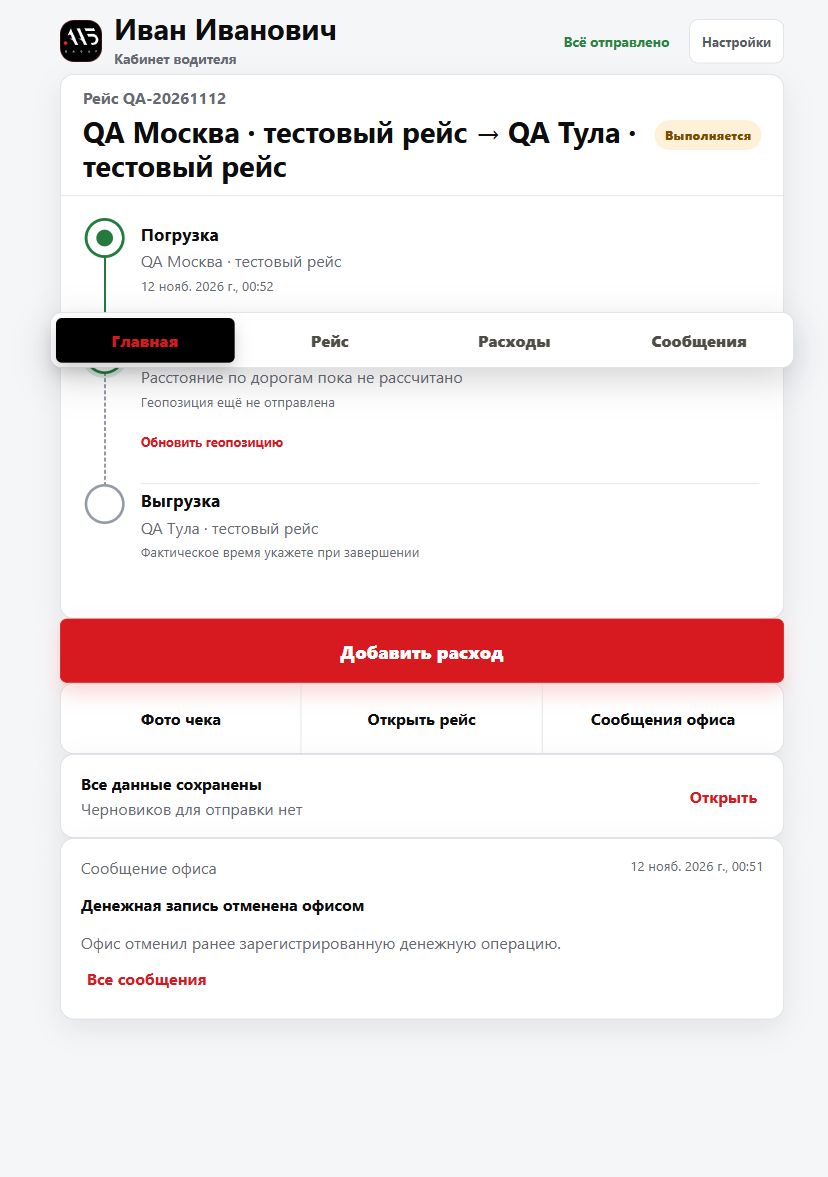 Иван Иванович
Кабинет водителя
Всё отправлено
Настройки
Рейс QA-20261112
QA Москва · тестовый рейс → QA Тула ·
тестовый рейс
Выполняется
Погрузка
QA Москва · тестовый рейс
12 нояб. 2026 г., 00:52
Главная
Рейс
Расходы
Сообщения
Расстояние по дорогам пока не рассчитано
Геопозиция ещё не отправлена
Обновить геопозицию
Выгрузка
QA Тула · тестовый рейс
Фактическое время укажете при завершении
Добавить расход
Фото чека
Открыть рейс
Сообщения офиса
Все данные сохранены
Черновиков для отправки нет
Открыть
Сообщение офиса
12 нояб. 2026 г., 00:51
Денежная запись отменена офисом
Офис отменил ранее зарегистрированную денежную операцию.
Все сообщения